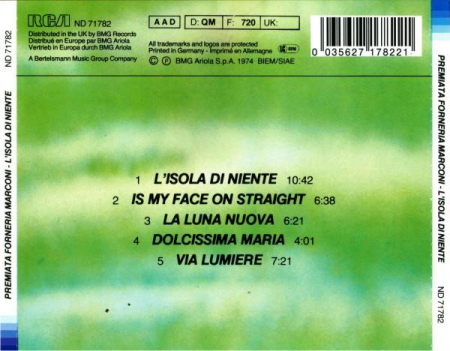 ND 71782
PREMIATA FORNERIA MARCONI - L'ISOLA DI NIENTE
RCA ND 71782
Distributed in the UK by BMG Records
Distribué en Europe par BMG Ariola
Vertrieb in Europa durch BMG Ariola
A Bertelsmann Music Group Company
A A D D: QM F: 720 UK:
All trademarks and logos are protected
Printed in Germany - Imprimé en Allemagne
© ℗ BMG Ariola S.p.A. 1974 BIEM/SIAE
0 035627 178221
1 L'ISOLA DI NIENTE 10:42
2 IS MY FACE ON STRAIGHT 6:38
3 LA LUNA NUOVA 6:21
4 DOLCISSIMA MARIA 4:01
5 VIA LUMIERE 7:21
PREMIATA FORNERIA MARCONI - L'ISOLA DI NIENTE
ND 71782